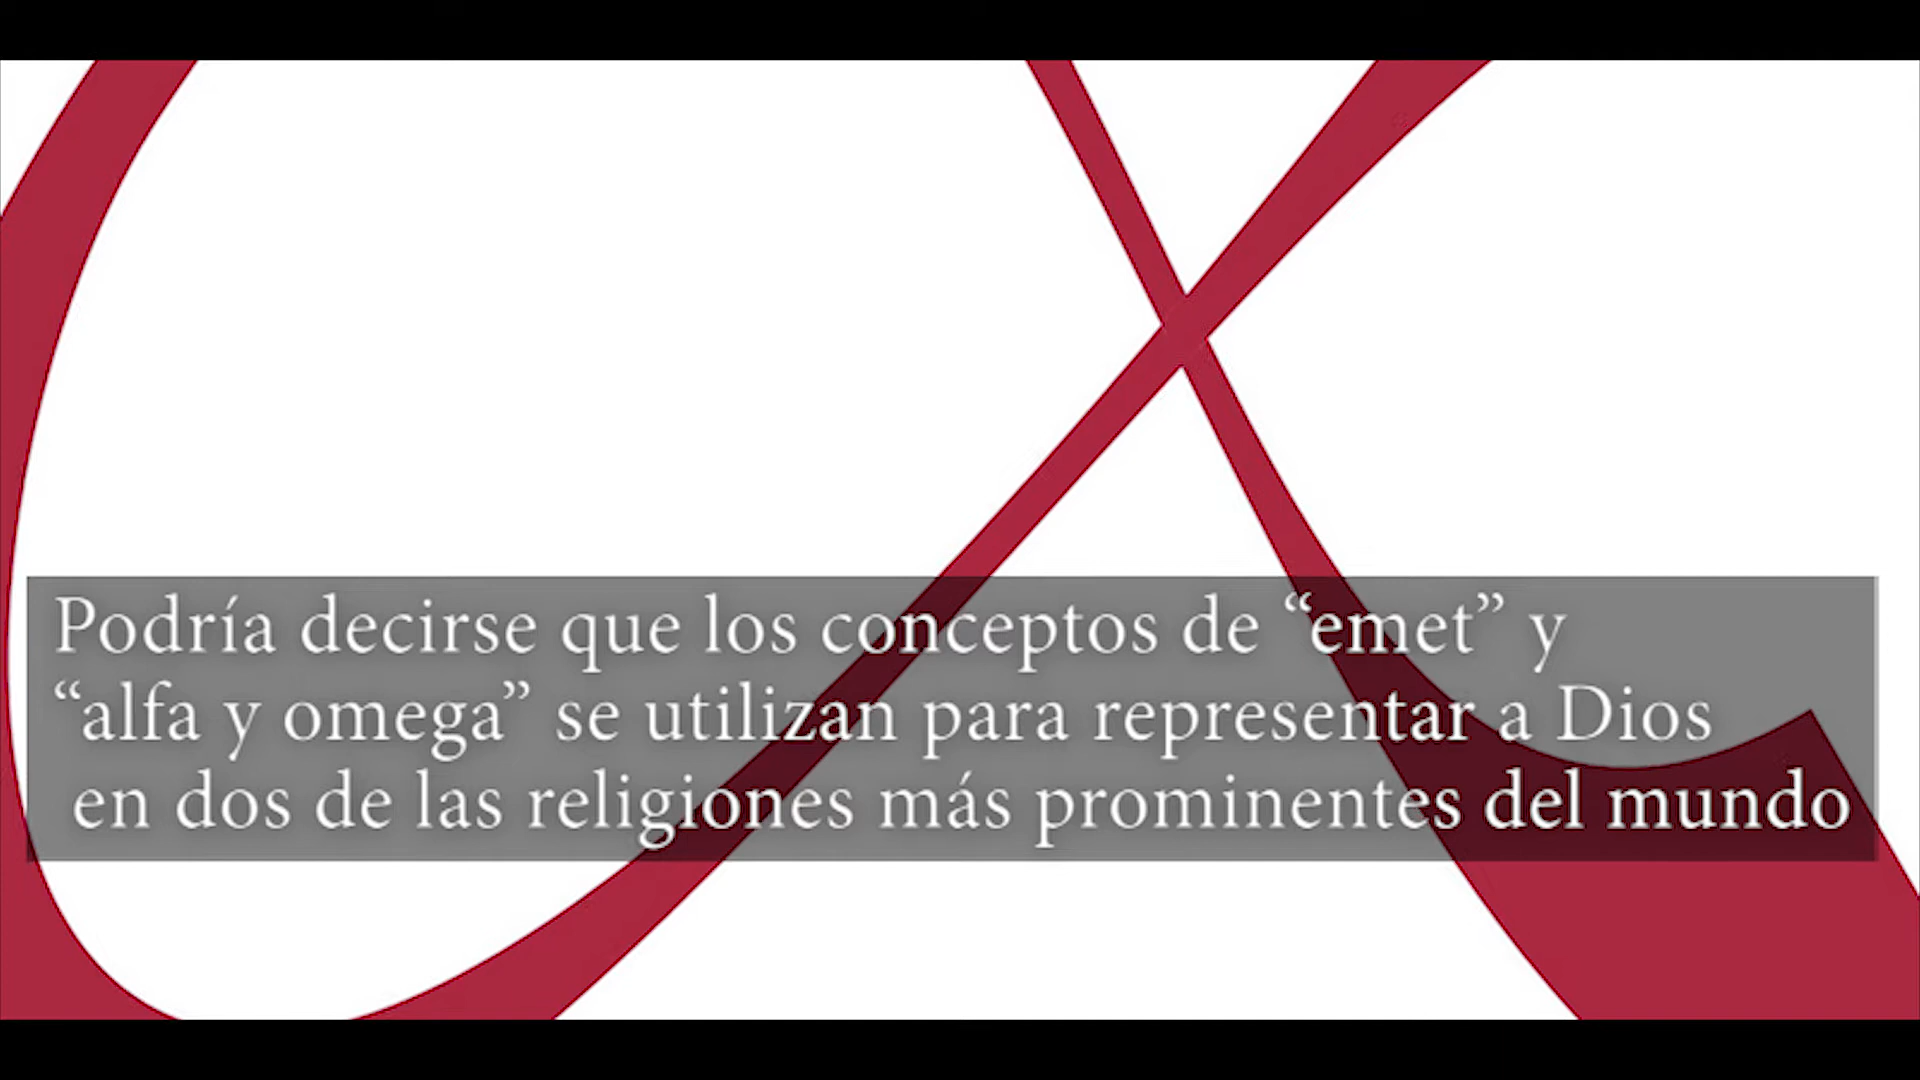 Podría decirse que los conceptos de “emet” y
“alfa y omega” se utilizan para representar a Dios
en dos de las religiones más prominentes del mundo